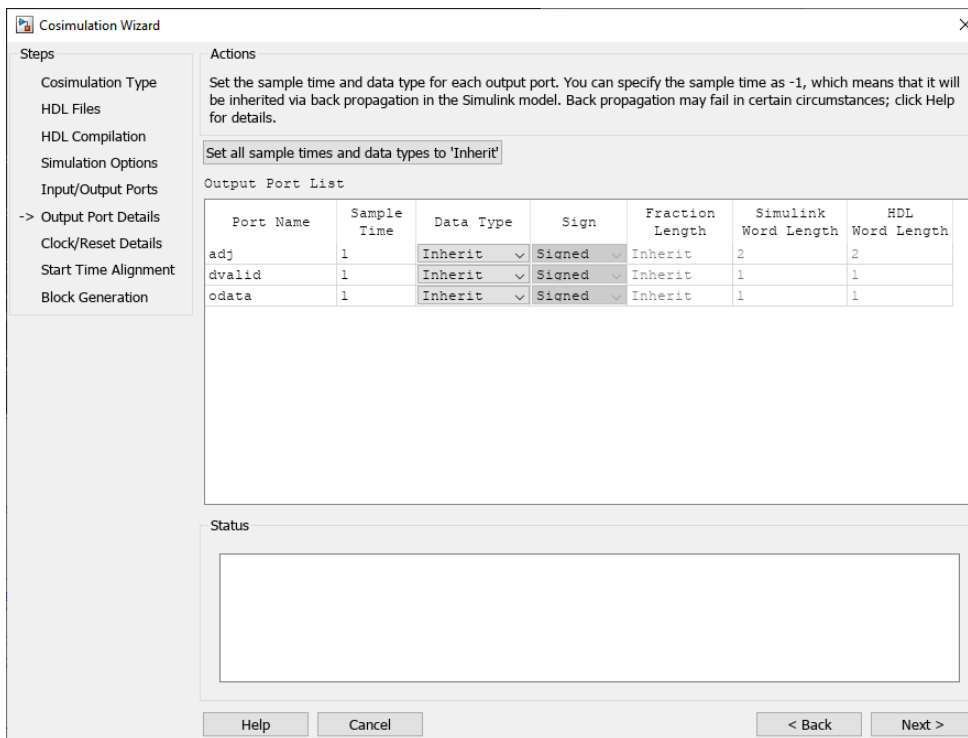 Cosimulation Wizard
Steps
Cosimulation Type
HDL Files
HDL Compilation
Simulation Options
Input/Output Ports
-> Output Port Details
Clock/Reset Details
Start Time Alignment
Block Generation
Actions
Set the sample time and data type for each output port. You can specify the sample time as -1, which means that it will
be inherited via back propagation in the Simulink model. Back propagation may fail in certain circumstances; click Help
for details.
Set all sample times and data types to 'Inherit'
Output Port List
Port Name Sample Time Data Type Sign Fraction Length Simulink Word Length HDL Word Length
adj 1 Inherit Signed Inherit 2 2
dvalid 1 Inherit Signed Inherit 1 1
odata 1 Inherit Signed Inherit 1 1
Status
Help Cancel < Back Next >